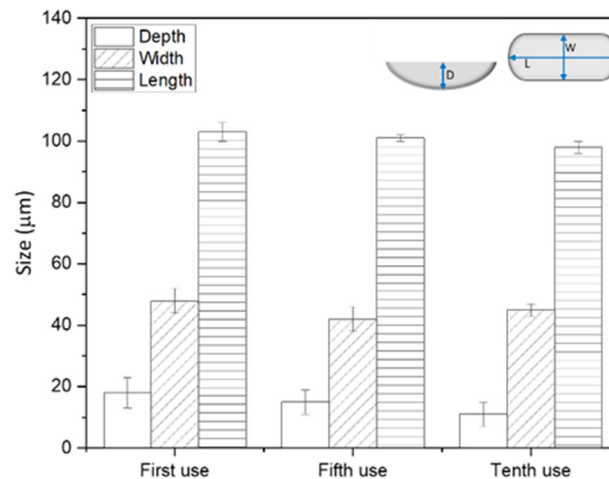 140
120
100
80
60
40
20
0
Size (μm)
Depth
Width
Length
D
W
L
First use
Fifth use
Tenth use